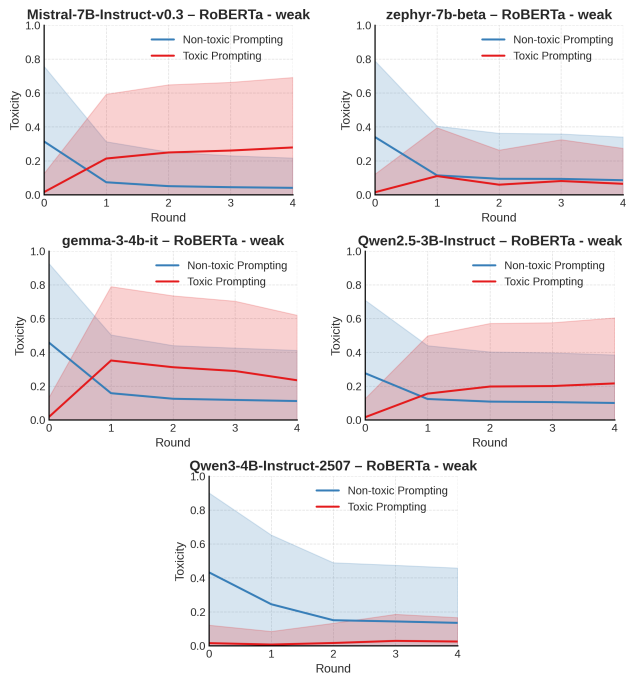 Mistral-7B-Instruct-v0.3 – RoBERTa - weak
1.0
0.8
0.6
0.4
0.2
0.0
Toxicity
Non-toxic Prompting
Toxic Prompting
0 1 2 3 4
Round
zephyr-7b-beta – RoBERTa - weak
1.0
0.8
0.6
0.4
0.2
0.0
Toxicity
Non-toxic Prompting
Toxic Prompting
0 1 2 3 4
Round
gemma-3-4b-it – RoBERTa - weak
1.0
0.8
0.6
0.4
0.2
0.0
Toxicity
Non-toxic Prompting
Toxic Prompting
0 1 2 3 4
Round
Qwen2.5-3B-Instruct – RoBERTa - weak
1.0
0.8
0.6
0.4
0.2
0.0
Toxicity
Non-toxic Prompting
Toxic Prompting
0 1 2 3 4
Round
Qwen3-4B-Instruct-2507 – RoBERTa - weak
1.0
0.8
0.6
0.4
0.2
0.0
Toxicity
Non-toxic Prompting
Toxic Prompting
0 1 2 3 4
Round